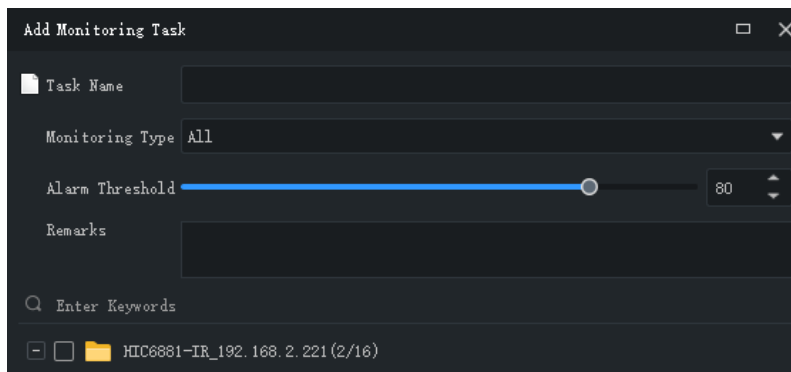 Add Monitoring Task
Task Name
Monitoring Type All
Alarm Threshold 80
Remarks
Enter Keywords
HIC6881-IR_192.168.2.221(2/16)